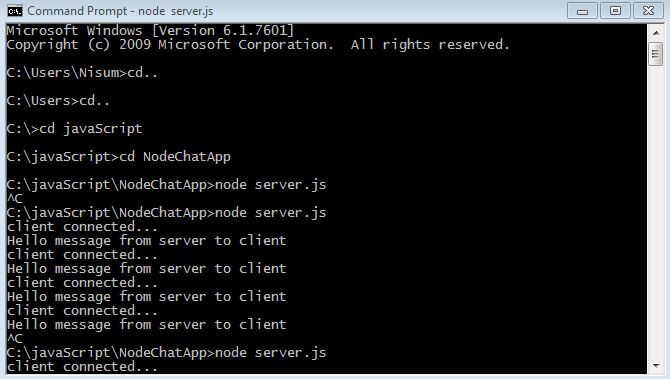 Command Prompt - node server.js
Microsoft Windows [Version 6.1.7601]
Copyright (c) 2009 Microsoft Corporation.  All rights reserved.
C:\Users\Nisum>cd..
C:\Users>cd..
C:\>cd javaScript
C:\javaScript>cd NodeChatApp
C:\javaScript\NodeChatApp>node server.js
^C
C:\javaScript\NodeChatApp>node server.js
client connected...
Hello message from server to client
client connected...
Hello message from server to client
client connected...
Hello message from server to client
client connected...
Hello message from server to client
^C
C:\javaScript\NodeChatApp>node server.js
client connected...